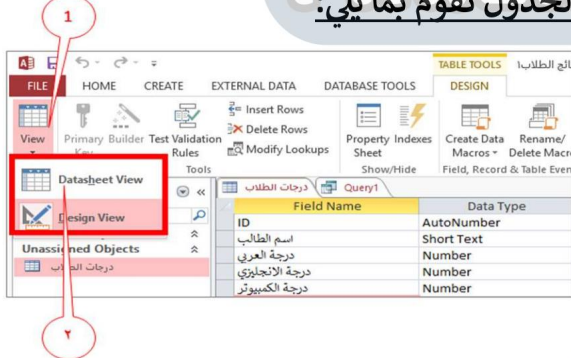 الجدول نقوم بما يلي:
1
TABLE TOOLS نائج الطلاب١
FILE HOME CREATE EXTERNAL DATA DATABASE TOOLS DESIGN
View Primary Key Builder Test Validation Rules
Insert Rows
Delete Rows
Modify Lookups
Property Sheet Indexes
Create Data Macros Rename/ Delete Macro
Tools Show/Hide Field, Record & Table Even
Datasheet View
Design View
Unassigned Objects
درجات الطلاب
درجات الطلاب Query1
Field Name Data Type
ID AutoNumber
اسم الطالب Short Text
درجة العربي Number
درجة الانجليزي Number
درجة الكمبيوتر Number
٢